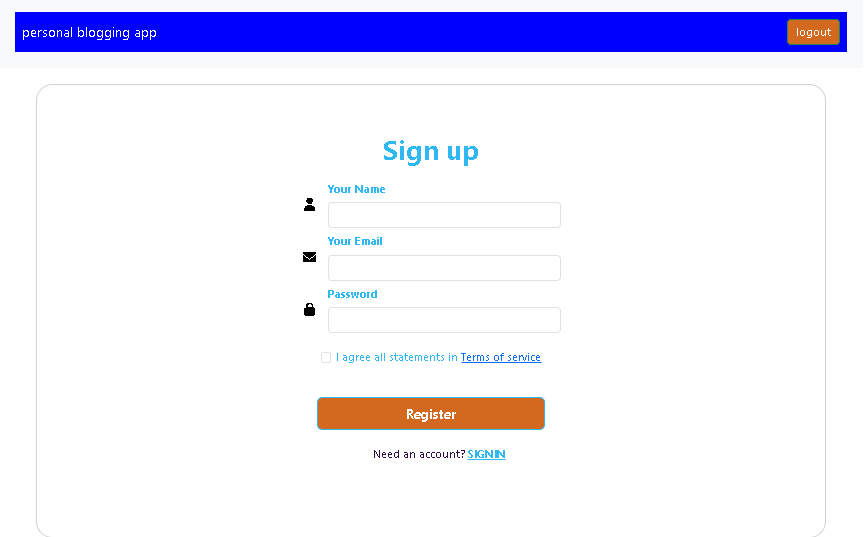 personal blogging app
logout
Sign up
Your Name
Your Email
Password
I agree all statements in Terms of service
Register
Need an account? SIGNIN